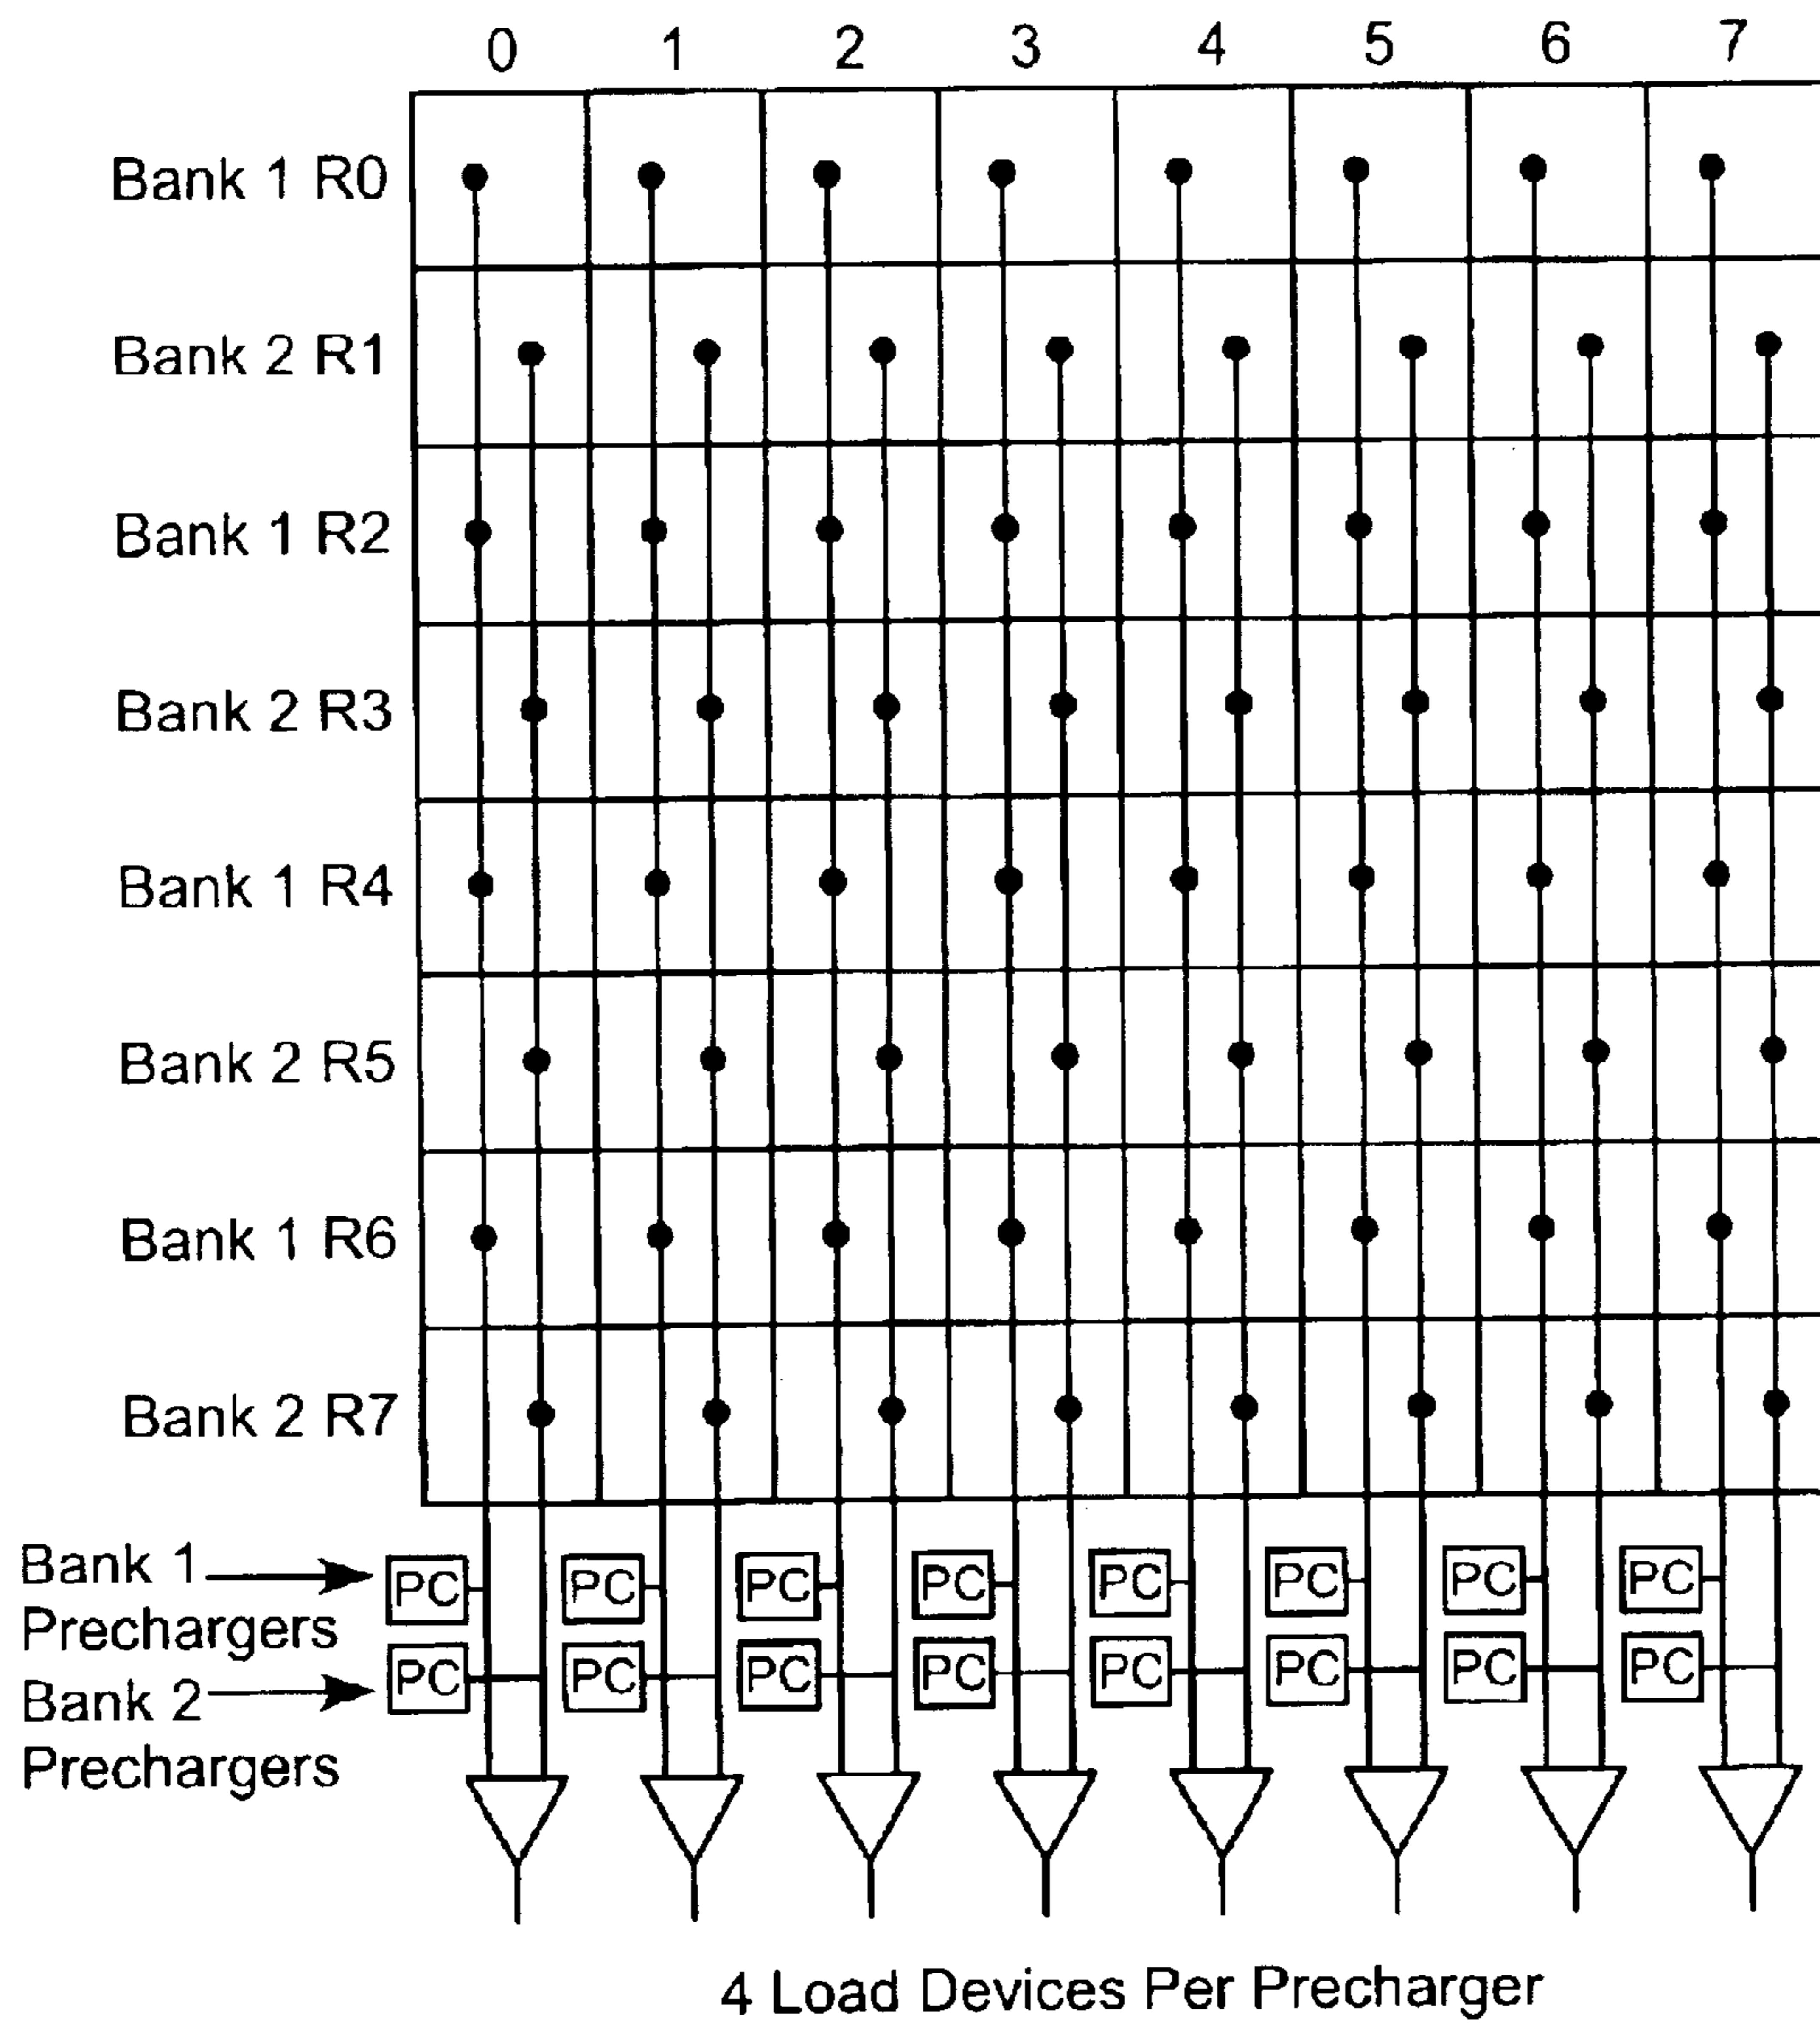 0 1 2 3 4 5 6 7
Bank 1 R0
Bank 2 R1
Bank 1 R2
Bank 2 R3
Bank 1 R4
Bank 2 R5
Bank 1 R6
Bank 2 R7
Bank 1
Prechargers
PC PC PC PC PC PC PC PC
Bank 2
Prechargers
PC PC PC PC PC PC PC PC
4 Load Devices Per Precharger